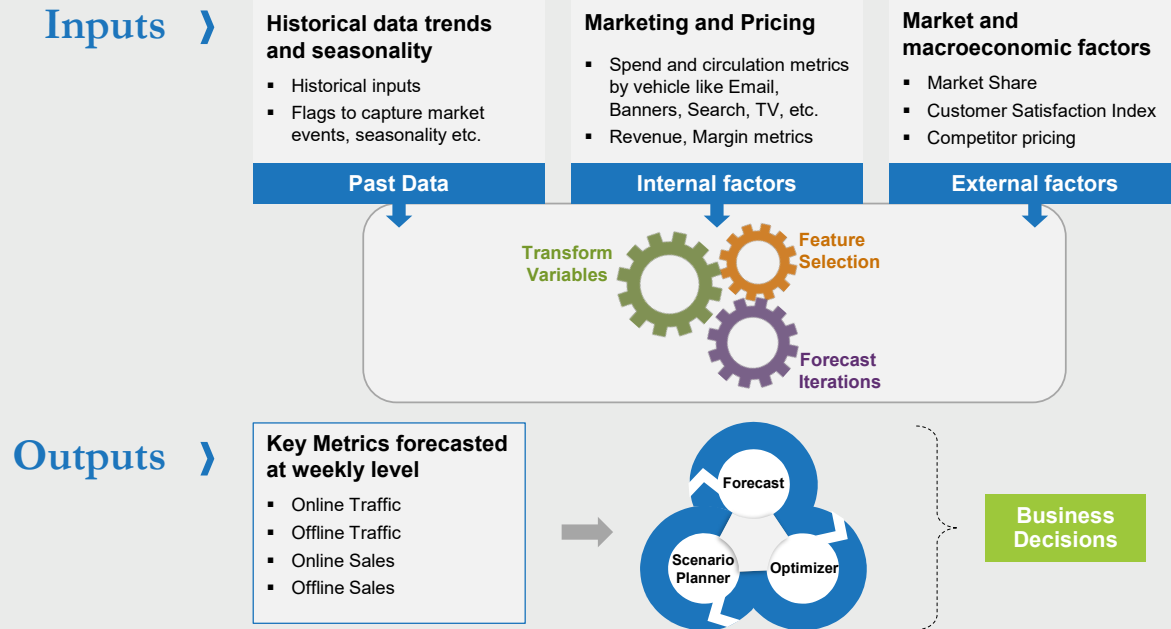 Inputs
Historical data trends
and seasonality
▪ Historical inputs
▪ Flags to capture market
events, seasonality etc.
Past Data
Marketing and Pricing
▪ Spend and circulation metrics
by vehicle like Email,
Banners, Search, TV, etc.
▪ Revenue, Margin metrics
Internal factors
Market and
macroeconomic factors
▪ Market Share
▪ Customer Satisfaction Index
▪ Competitor pricing
External factors
Transform
Variables
Feature
Selection
Forecast
Iterations
Outputs
Key Metrics forecasted
at weekly level
▪ Online Traffic
▪ Offline Traffic
▪ Online Sales
▪ Offline Sales
Forecast
Scenario
Planner
Optimizer
Business
Decisions